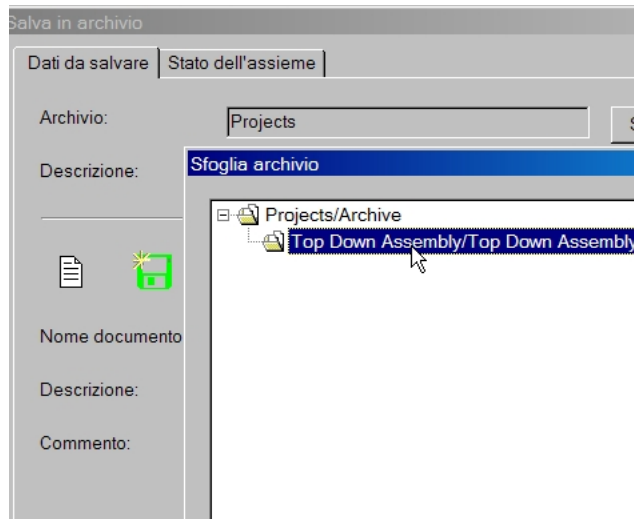 Salva in archivio
Dati da salvare Stato dell'assieme
Archivio: Projects S
Descrizione:
Sfoglia archivio
Projects/Archive
Top Down Assembly/Top Down Assembly
Nome documento
Descrizione:
Commento: